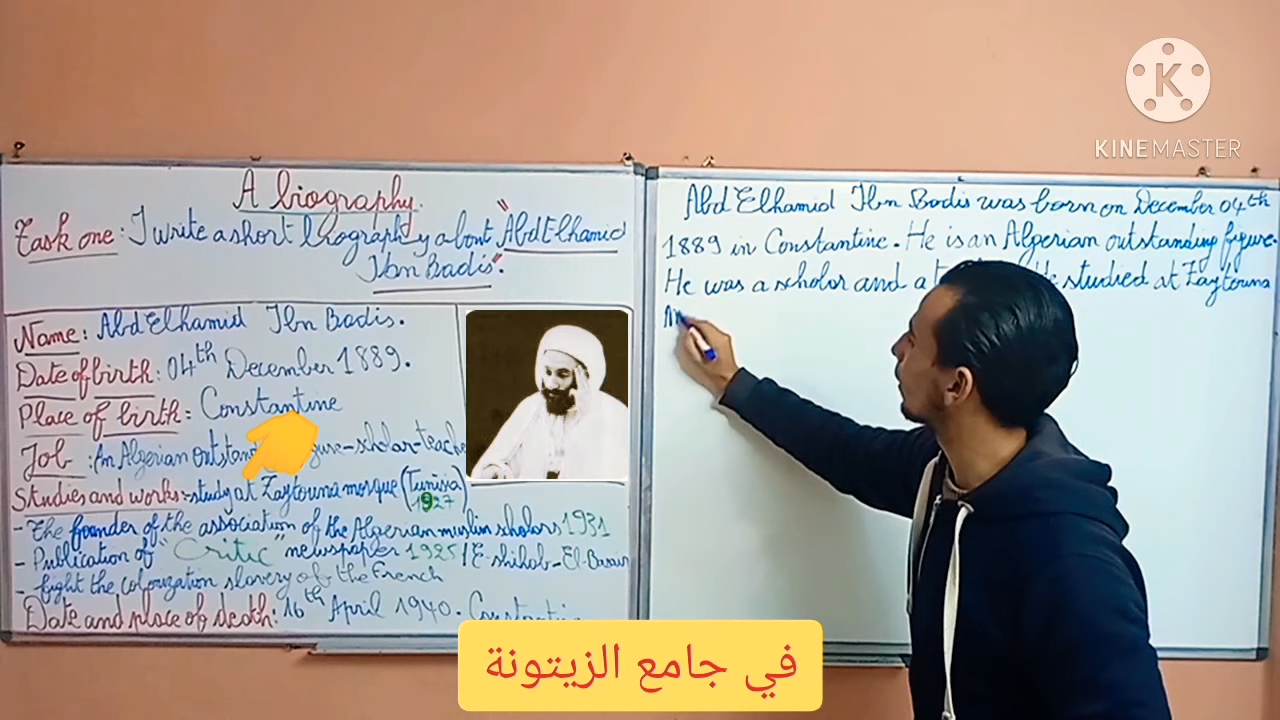 A biography.
Task one: I write a short biography about "Abd Elhamid
Ibn Badis".
Name: Abd Elhamid Ibn Badis.
Date of birth: 04th December 1889.
Place of birth: Constantine
Job: An Algerian outstand gure-scholar-teache
Studies and works:-study at Zaytouna mosque (Tunisia)
1927
- The founder of the association of the Algerian muslim scholars 1931
- Publication of "Critic" newspaper 1925/E-shihab-El-Basair
- fight the colonization slavery of the French
Date and place of death: 16th April 1940.
Abd Elhamid Ibn Badis was born on December 04th
1889 in Constantine. He is an Algerian outstanding figure.
He was a scholar and a studied at Zaytouna
KINEMASTER
في جامع الزيتونة